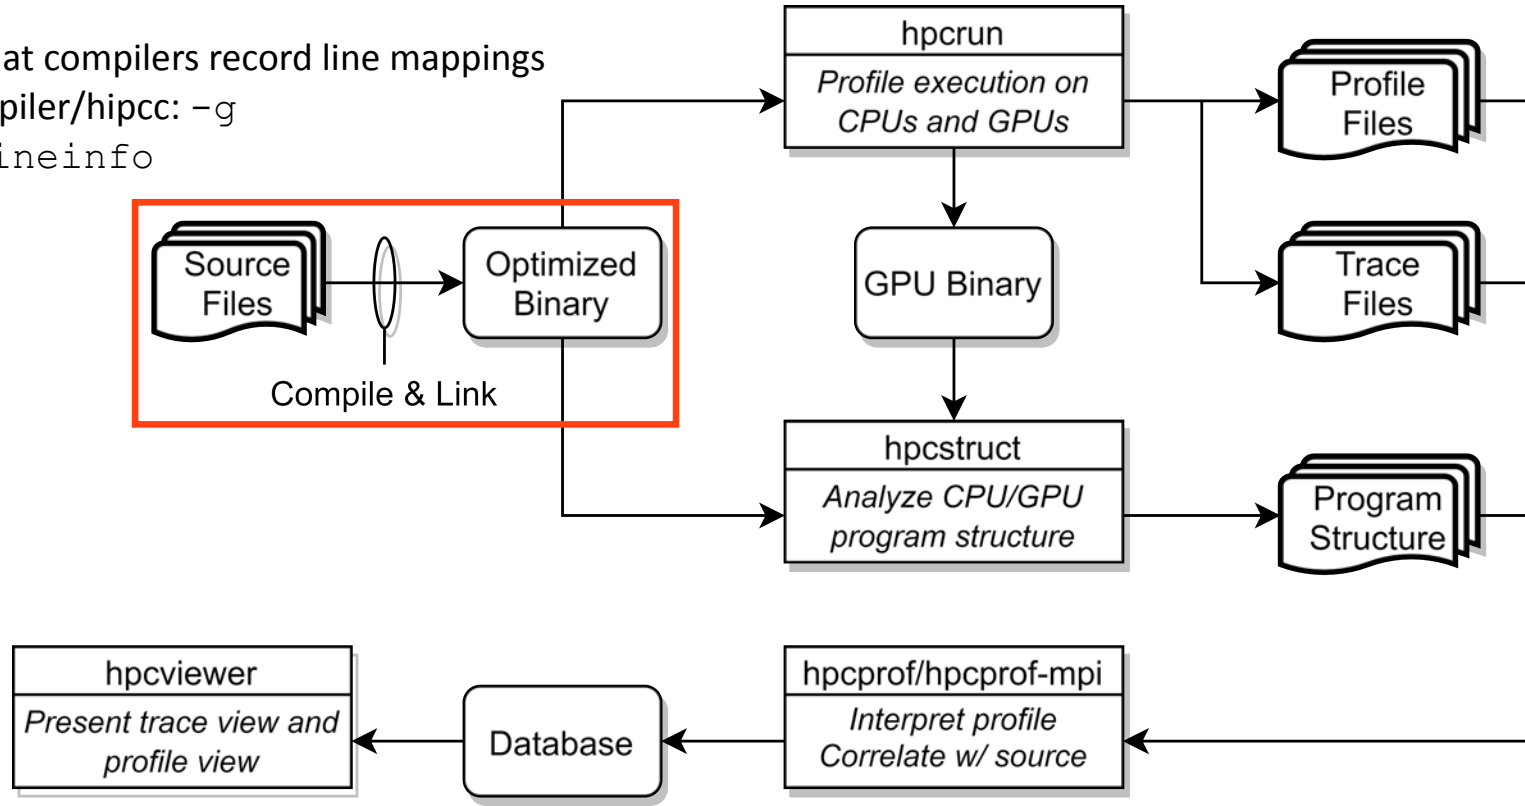 at compilers record line mappings
piler/hipcc: -g
ineinfo
hpcrun
Profile execution on
CPUs and GPUs
Profile
Files
Source
Files
Optimized
Binary
GPU Binary
Trace
Files
Compile & Link
hpcstruct
Analyze CPU/GPU
program structure
Program
Structure
hpcviewer
Present trace view and
profile view
Database
hpcprof/hpcprof-mpi
Interpret profile
Correlate w/ source